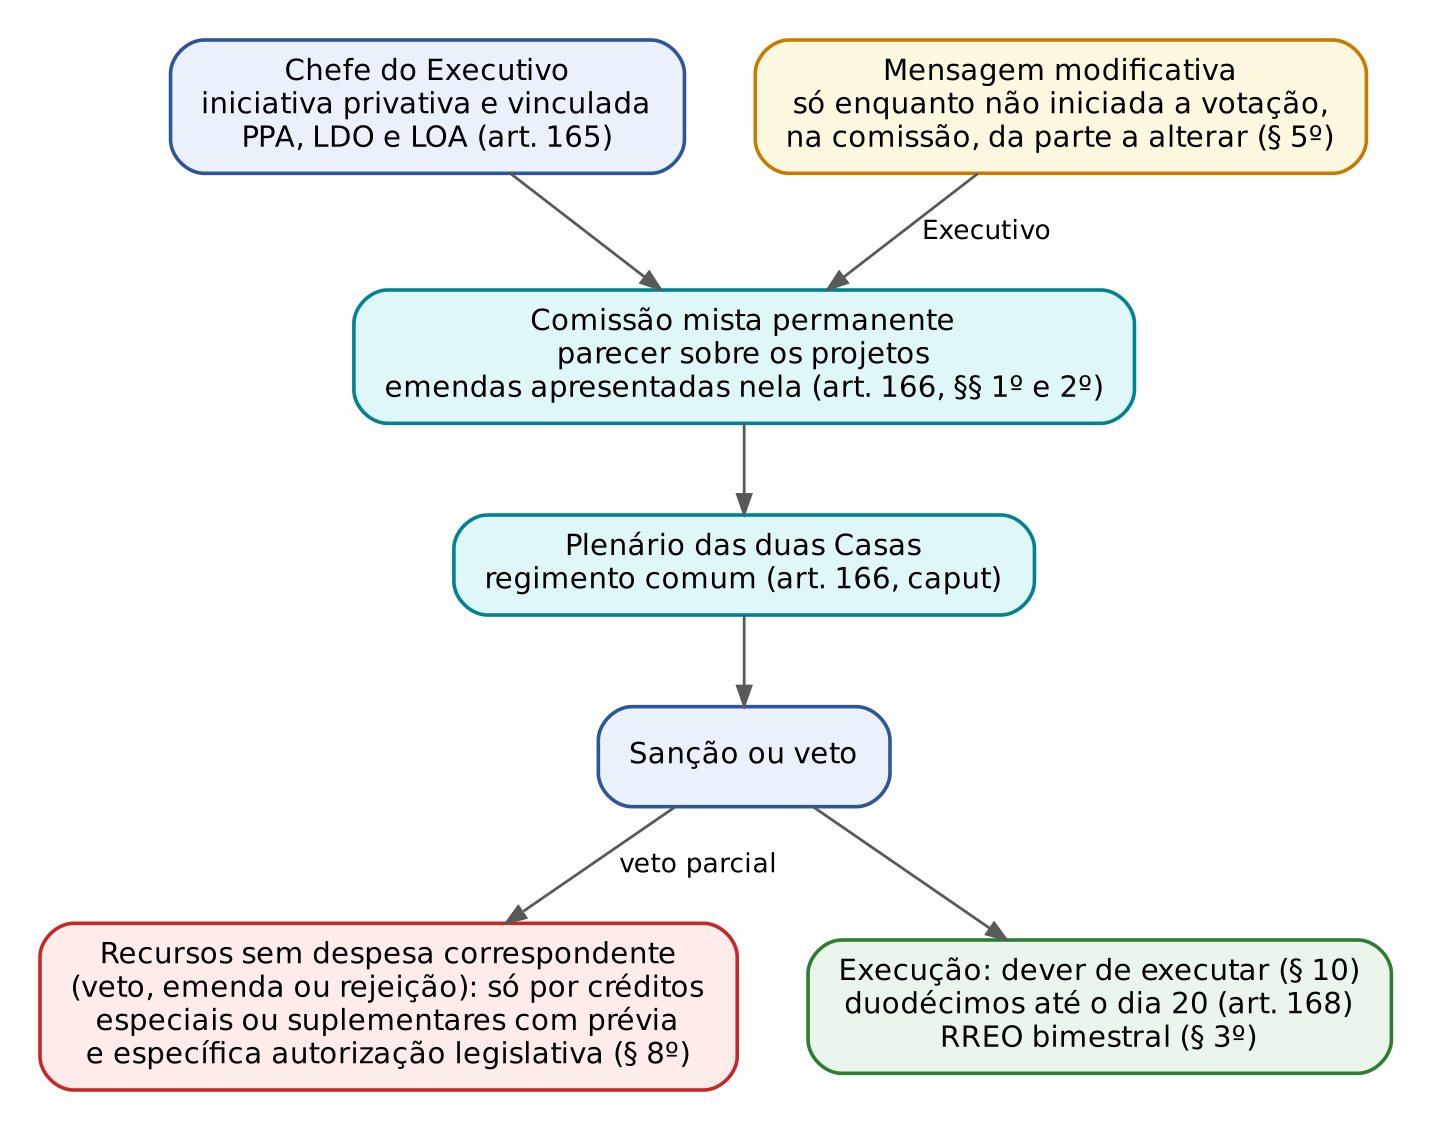 Chefe do Executivo
iniciativa privativa e vinculada
PPA, LDO e LOA (art. 165)
Mensagem modificativa
só enquanto não iniciada a votação,
na comissão, da parte a alterar (§ 5º)
Executivo
Comissão mista permanente
parecer sobre os projetos
emendas apresentadas nela (art. 166, §§ 1º e 2º)
Plenário das duas Casas
regimento comum (art. 166, caput)
Sanção ou veto
veto parcial
Recursos sem despesa correspondente
(veto, emenda ou rejeição): só por créditos
especiais ou suplementares com prévia
e específica autorização legislativa (§ 8º)
Execução: dever de executar (§ 10)
duodécimos até o dia 20 (art. 168)
RREO bimestral (§ 3º)